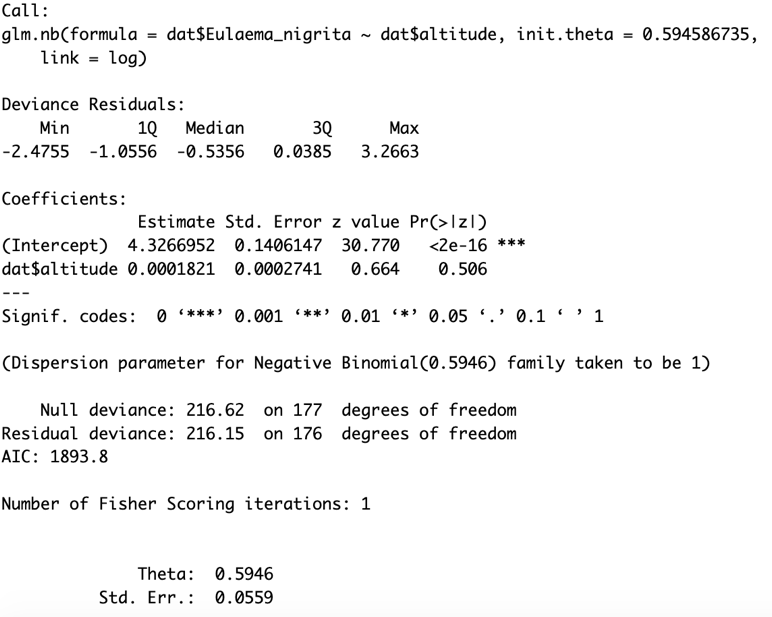 Call:
glm.nb(formula = dat$Eulaema_nigrita ~ dat$altitude, init.theta = 0.594586735,
    link = log)

Deviance Residuals:
    Min       1Q   Median       3Q      Max
-2.4755  -1.0556  -0.5356   0.0385   3.2663

Coefficients:
             Estimate Std. Error z value Pr(>|z|)
(Intercept)  4.3266952  0.1406147  30.770   <2e-16 ***
dat$altitude 0.0001821  0.0002741   0.664    0.506
---
Signif. codes:  0 ‘***’ 0.001 ‘**’ 0.01 ‘*’ 0.05 ‘.’ 0.1 ‘ ’ 1

(Dispersion parameter for Negative Binomial(0.5946) family taken to be 1)

    Null deviance: 216.62  on 177  degrees of freedom
Residual deviance: 216.15  on 176  degrees of freedom
AIC: 1893.8

Number of Fisher Scoring iterations: 1

              Theta:  0.5946
          Std. Err.:  0.0559